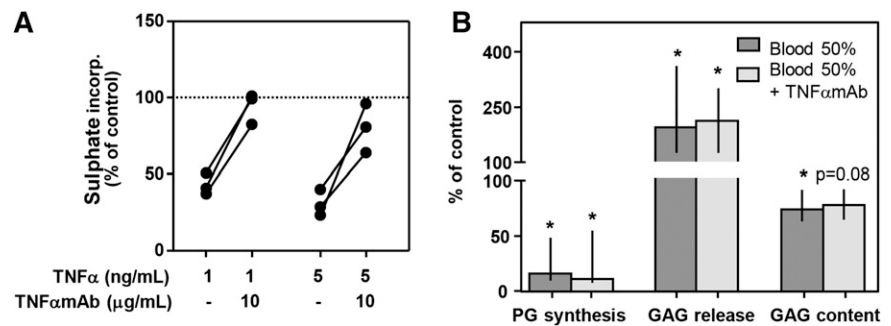 A
Sulphate incorp.
(% of control)
150
100
50
0
TNFα (ng/mL) 1 1 5 5
TNFαmAb (μg/mL) - 10 - 10
B
% of control
400
250
100
100
50
0
Blood 50%
Blood 50%
+ TNFαmAb
* *
* *
* p=0.08
PG synthesis GAG release GAG content